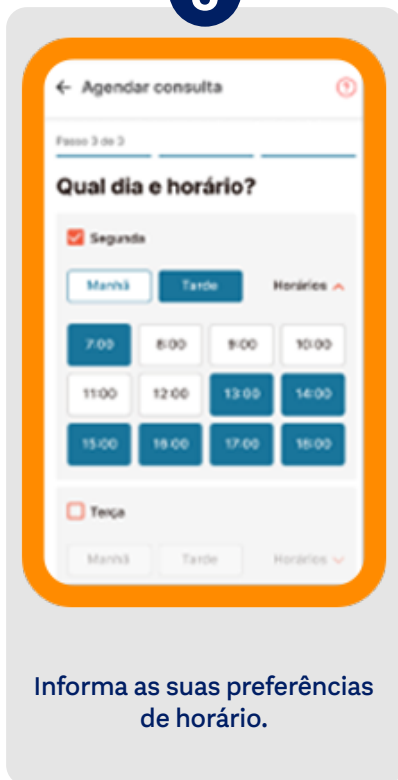 ← Agendar consulta ?
Passo 3 de 3
Qual dia e horário?
Segunda
Manhã Tarde Horários
7:00 8:00 9:00 10:00
11:00 12:00 13:00 14:00
15:00 16:00 17:00 18:00
Terça
Manhã Tarde Horários
Informa as suas preferências
de horário.